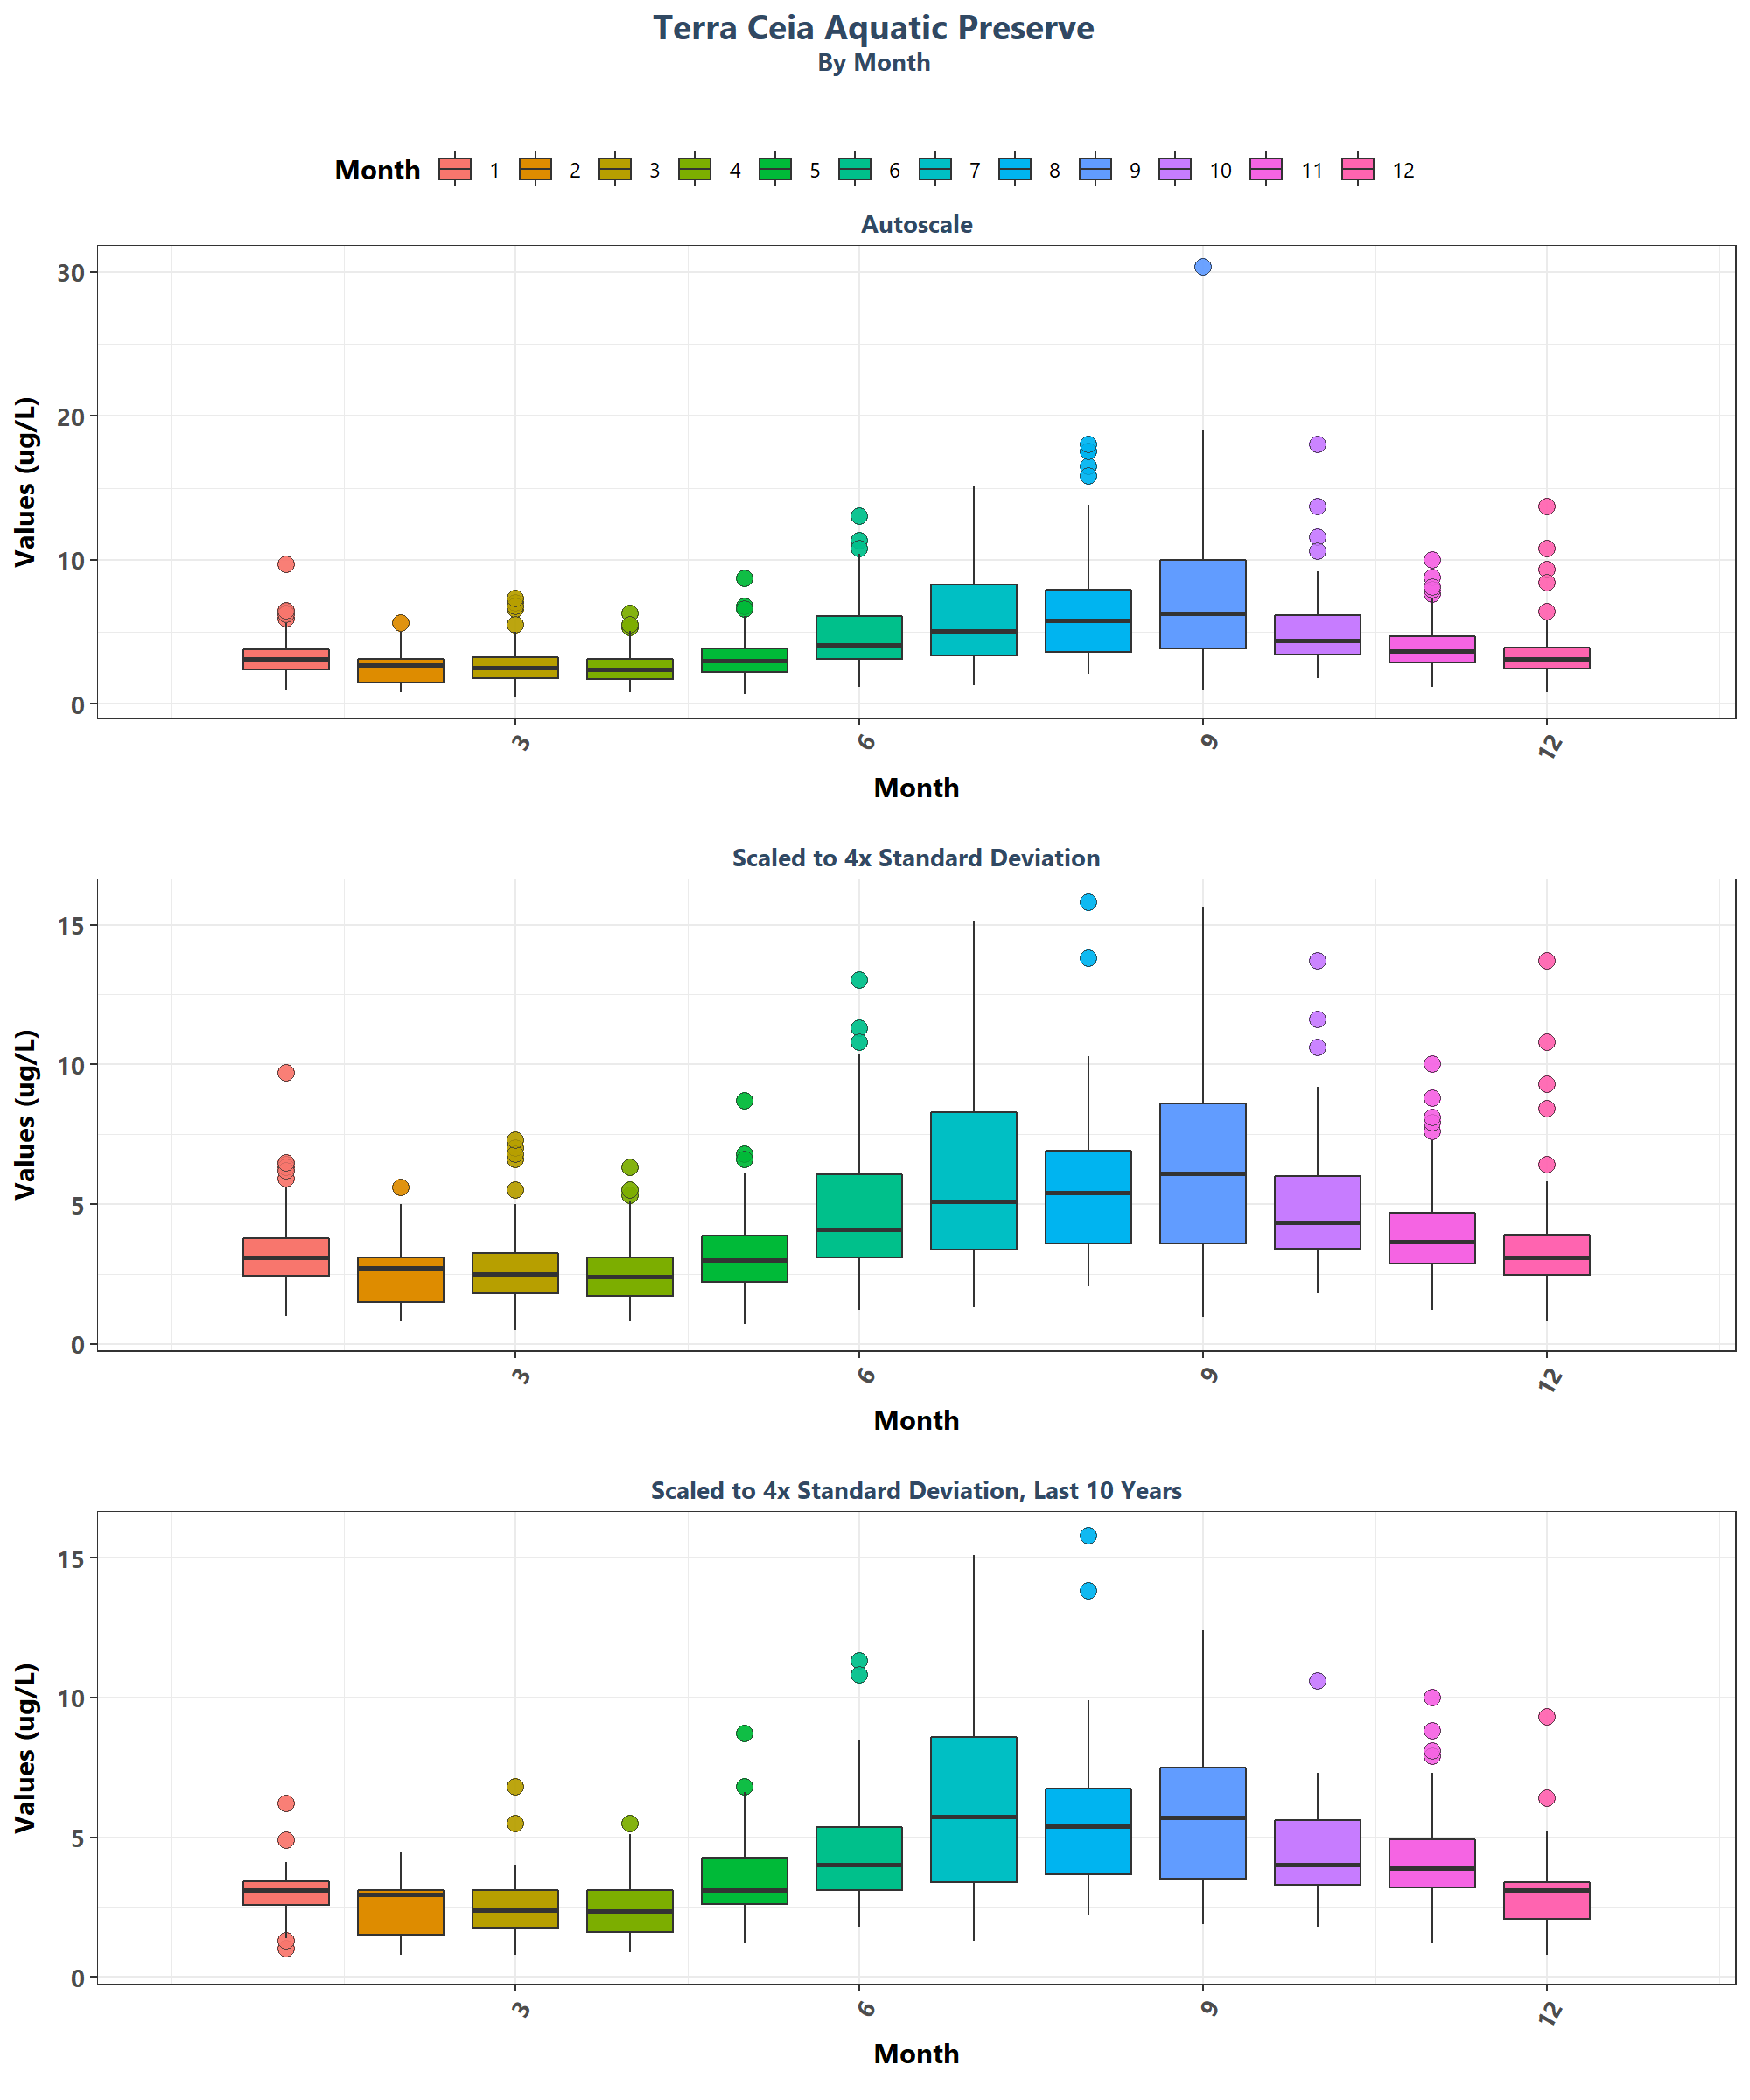 Terra Ceia Aquatic Preserve
By Month
Month 1 2 3 4 5 6 7 8 9 10 11 12
Autoscale
Values (ug/L)
30
20
10
0
3 6 9 12
Month
Scaled to 4x Standard Deviation
Values (ug/L)
15
10
5
0
3 6 9 12
Month
Scaled to 4x Standard Deviation, Last 10 Years
Values (ug/L)
15
10
5
0
3 6 9 12
Month